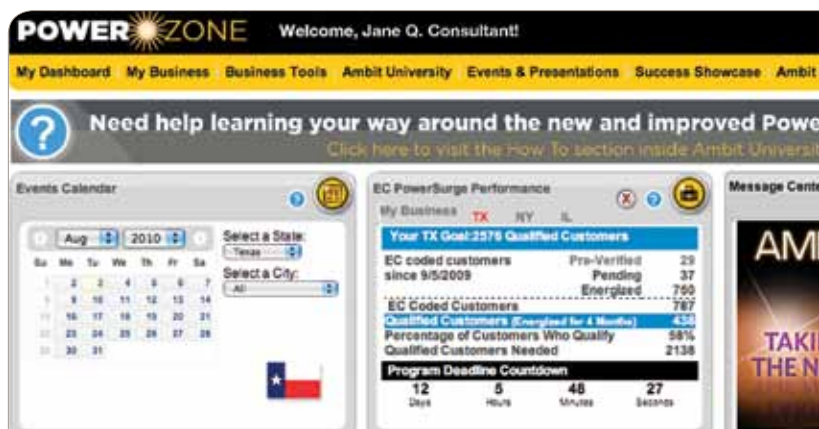 POWER ZONE Welcome, Jane Q. Consultant!
My Dashboard My Business Business Tools Ambit University Events & Presentations Success Showcase Ambit
? Need help learning your way around the new and improved Powe
Click here to visit the How To section inside Ambit Universit
Events Calendar
Aug 2010
Su Mo Tu We Th Fr Sa
1 2 3 4 5 6 7
8 9 10 11 12 13 14
15 16 17 18 19 20 21
22 23 24 25 26 27 28
29 30 31
Select a State:
Texas
Select a City:
All
EC PowerSurge Performance
My Business TX NY IL
Your TX Goal:2576 Qualified Customers
EC coded customers since 9/5/2009
Pre-Verified 29
Pending 37
Energized 750
EC Coded Customers 787
Qualified Customers (Energized for 4 Months) 438
Percentage of Customers Who Qualify 58%
Qualified Customers Needed 2138
Program Deadline Countdown
12 5 48 27
Days Hours Minutes Seconds
Message Cente
AM
TAKI
THE N